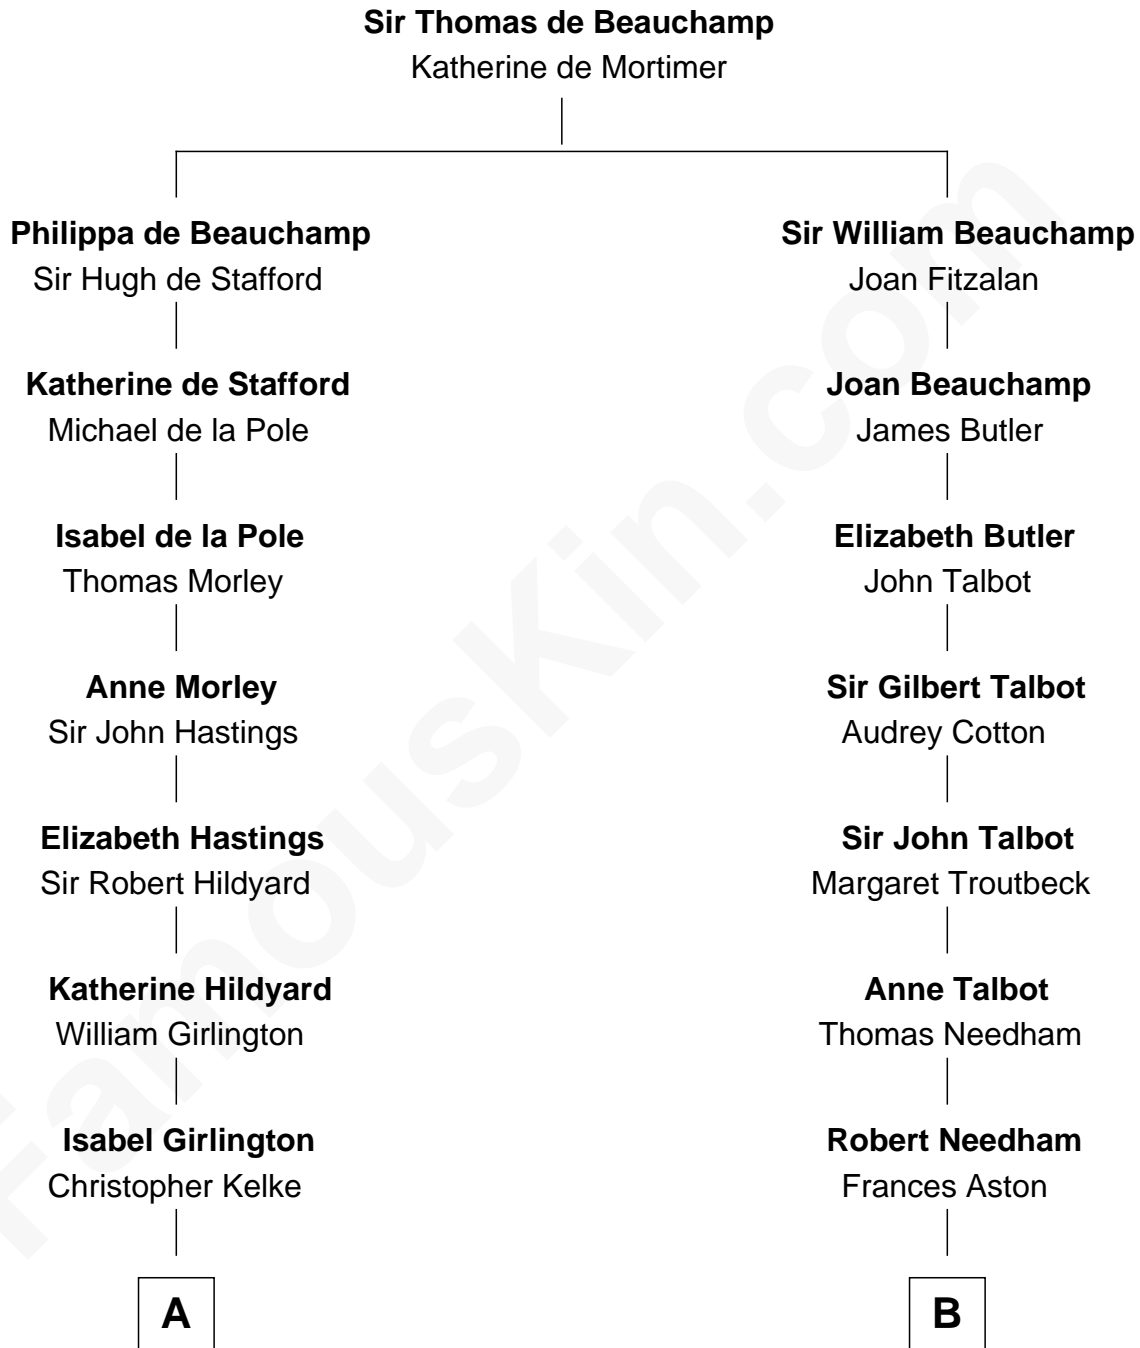 Sir Thomas de Beauchamp
Katherine de Mortimer
Philippa de Beauchamp
Sir Hugh de Stafford
Sir William Beauchamp
Joan Fitzalan
Katherine de Stafford
Michael de la Pole
Joan Beauchamp
James Butler
Isabel de la Pole
Thomas Morley
Elizabeth Butler
John Talbot
Anne Morley
Sir John Hastings
Sir Gilbert Talbot
Audrey Cotton
Elizabeth Hastings
Sir Robert Hildyard
Sir John Talbot
Margaret Troutbeck
Katherine Hildyard
William Girlington
Anne Talbot
Thomas Needham
Isabel Girlington
Christopher Kelke
Robert Needham
Frances Aston
A
B
FamousKin.com